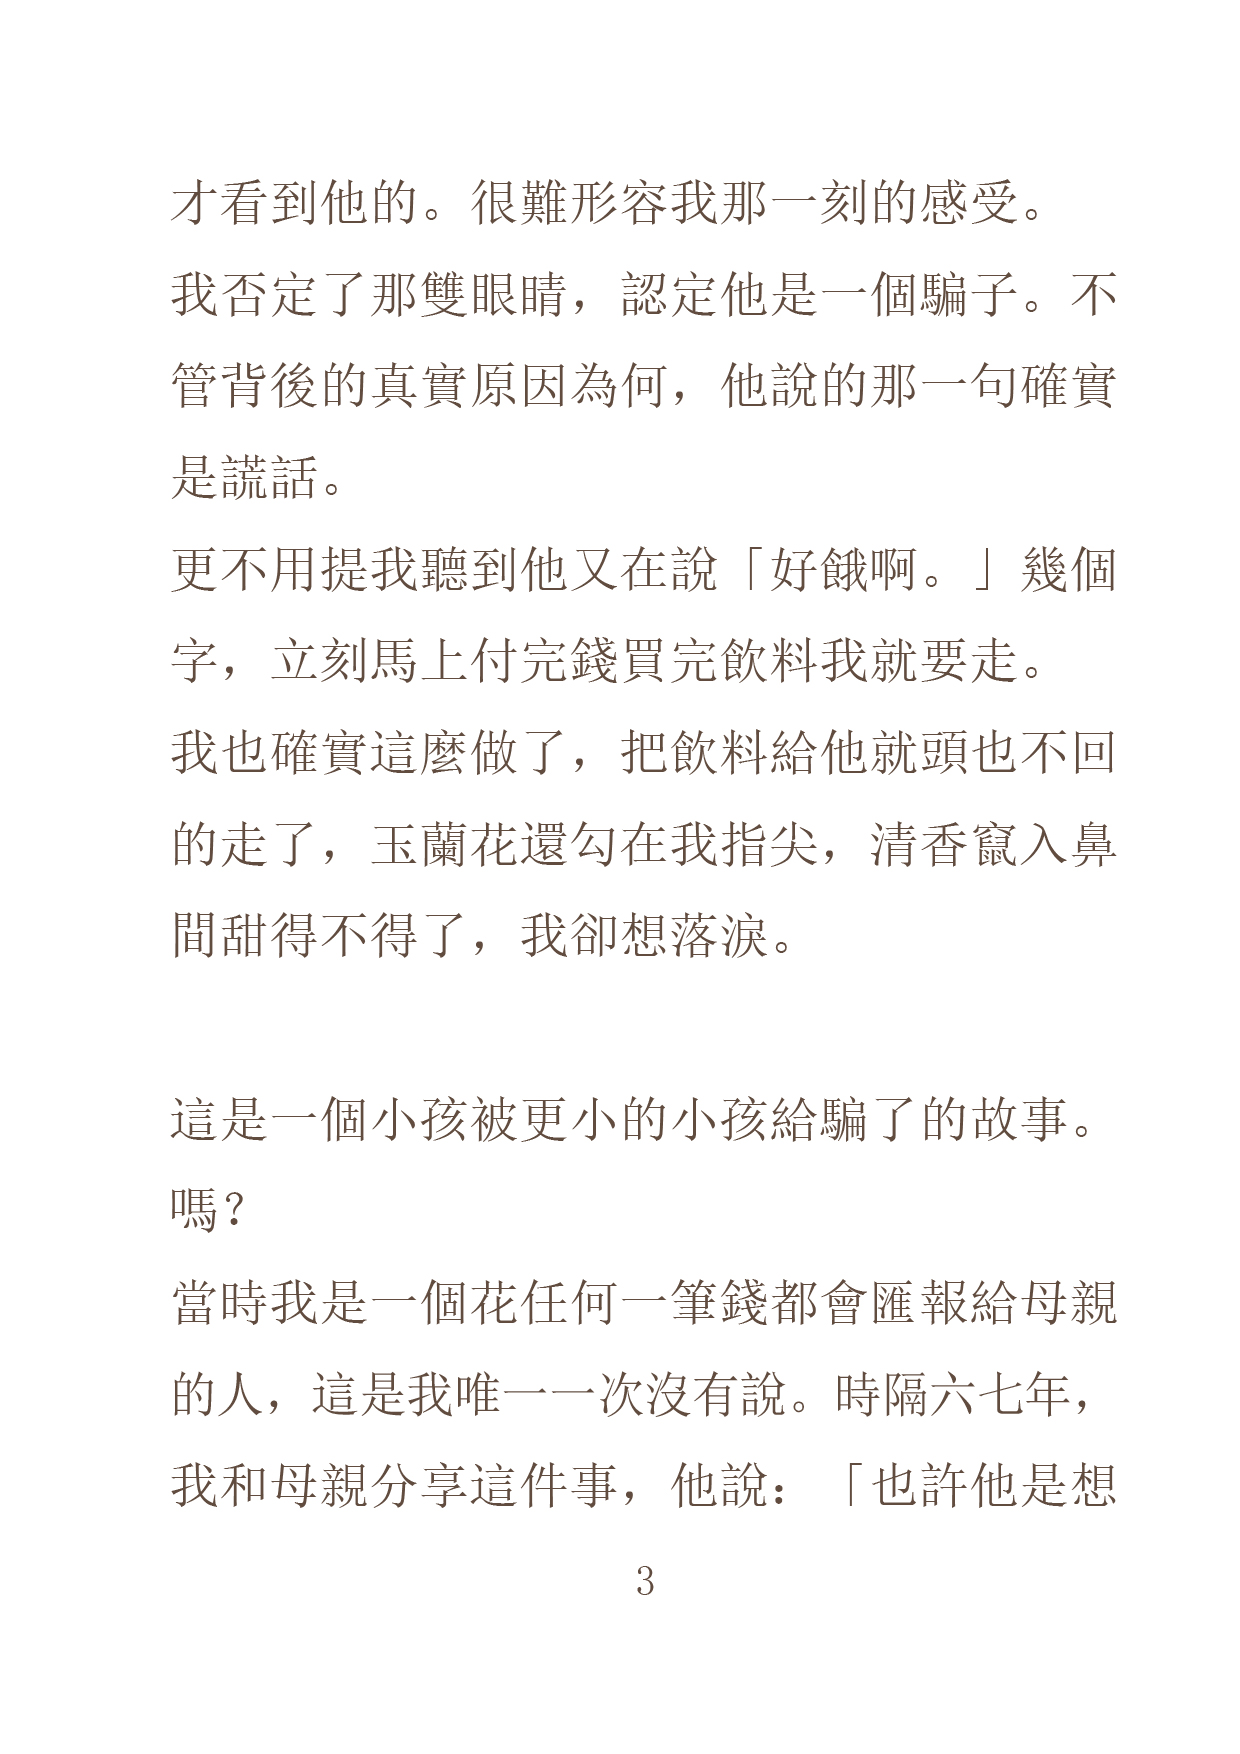 才看到他的。很難形容我那一刻的感受。
我否定了那雙眼睛，認定他是一個騙子。不
管背後的真實原因為何，他說的那一句確實
是謊話。
更不用提我聽到他又在說「好餓啊。」幾個
字，立刻馬上付完錢買完飲料我就要走。
我也確實這麼做了，把飲料給他就頭也不回
的走了，玉蘭花還勾在我指尖，清香竄入鼻
間甜得不得了，我卻想落淚。
這是一個小孩被更小的小孩給騙了的故事。
嗎？
當時我是一個花任何一筆錢都會匯報給母親
的人，這是我唯一一次沒有說。時隔六七年，
我和母親分享這件事，他說：「也許他是想
3